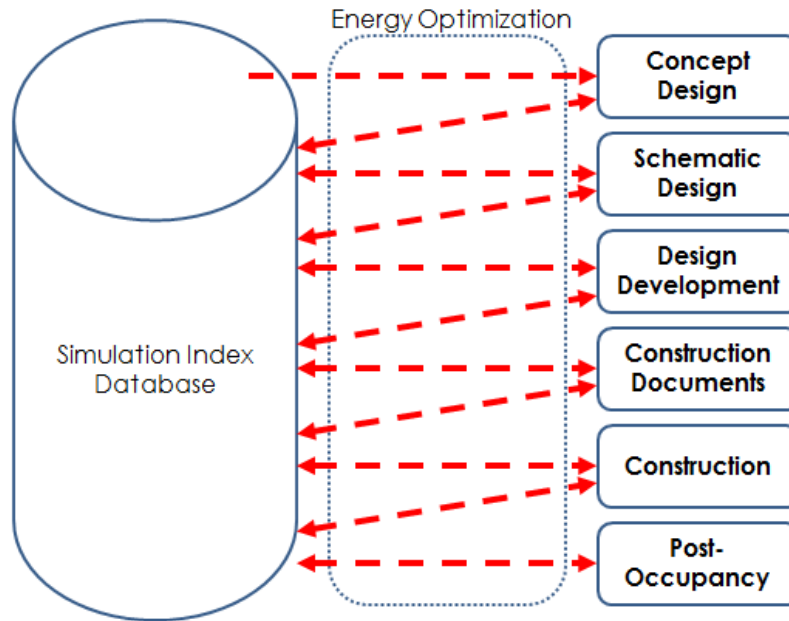 Energy Optimization
Concept
Design
Schematic
Design
Design
Development
Simulation Index
Database
Construction
Documents
Construction
Post-
Occupancy